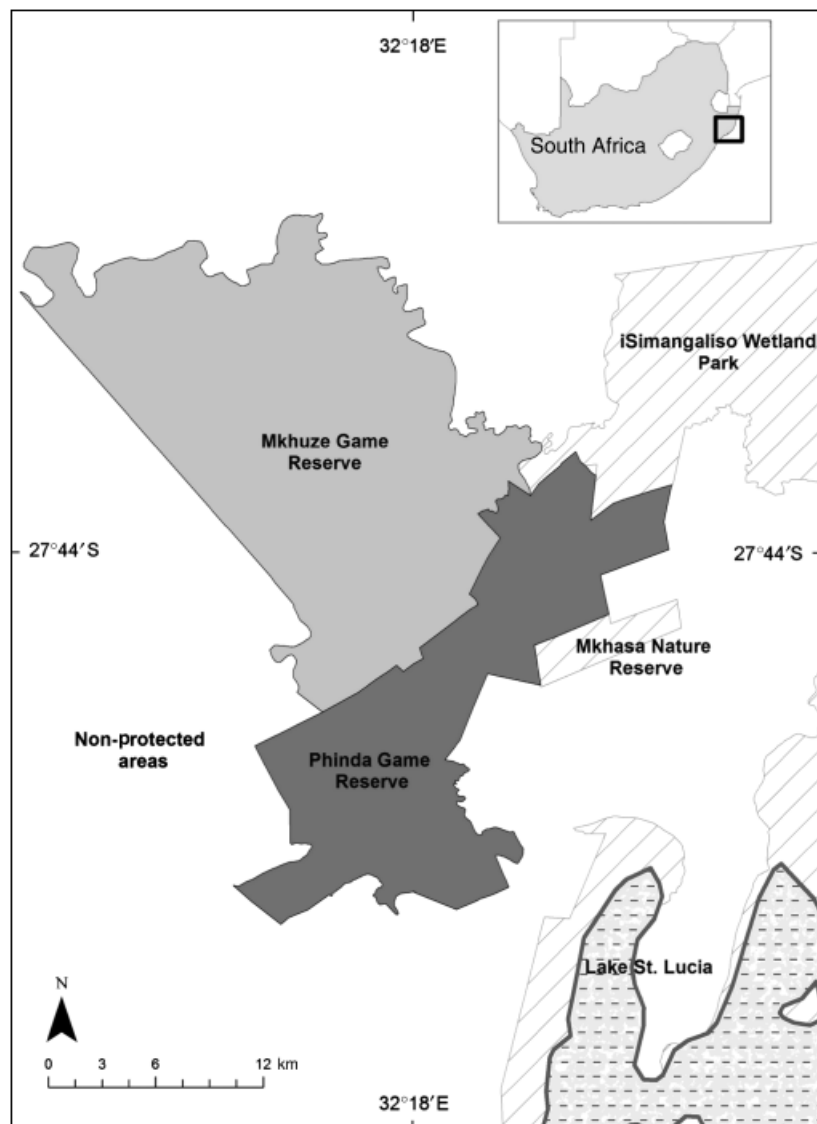 32°18′E
South Africa
iSimangaliso Wetland
Park
Mkhuze Game
Reserve
27°44′S
27°44′S
Mkhasa Nature
Reserve
Non-protected
areas
Phinda Game
Reserve
Lake St. Lucia
N
0 3 6 12 km
32°18′E